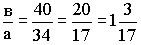 в/а = 40/34 = 20/17 = 1 3/17